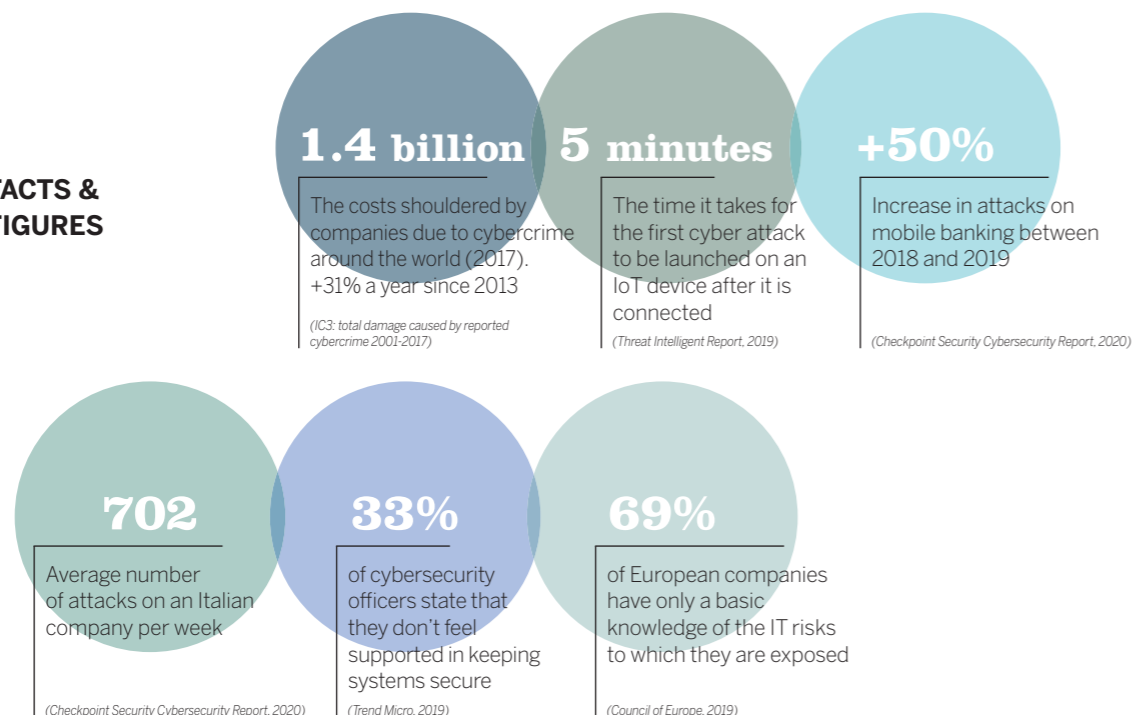 FACTS &
FIGURES
1.4 billion
The costs shouldered by
companies due to cybercrime
around the world (2017).
+31% a year since 2013
(IC3: total damage caused by reported
cybercrime 2001-2017)
5 minutes
The time it takes for
the first cyber attack
to be launched on an
IoT device after it is
connected
(Threat Intelligent Report, 2019)
+50%
Increase in attacks on
mobile banking between
2018 and 2019
(Checkpoint Security Cybersecurity Report, 2020)
702
Average number
of attacks on an Italian
company per week
(Checkpoint Security Cybersecurity Report, 2020)
33%
of cybersecurity
officers state that
they don't feel
supported in keeping
systems secure
(Trend Micro, 2019)
69%
of European companies
have only a basic
knowledge of the IT risks
to which they are exposed
(Council of Europe, 2019)